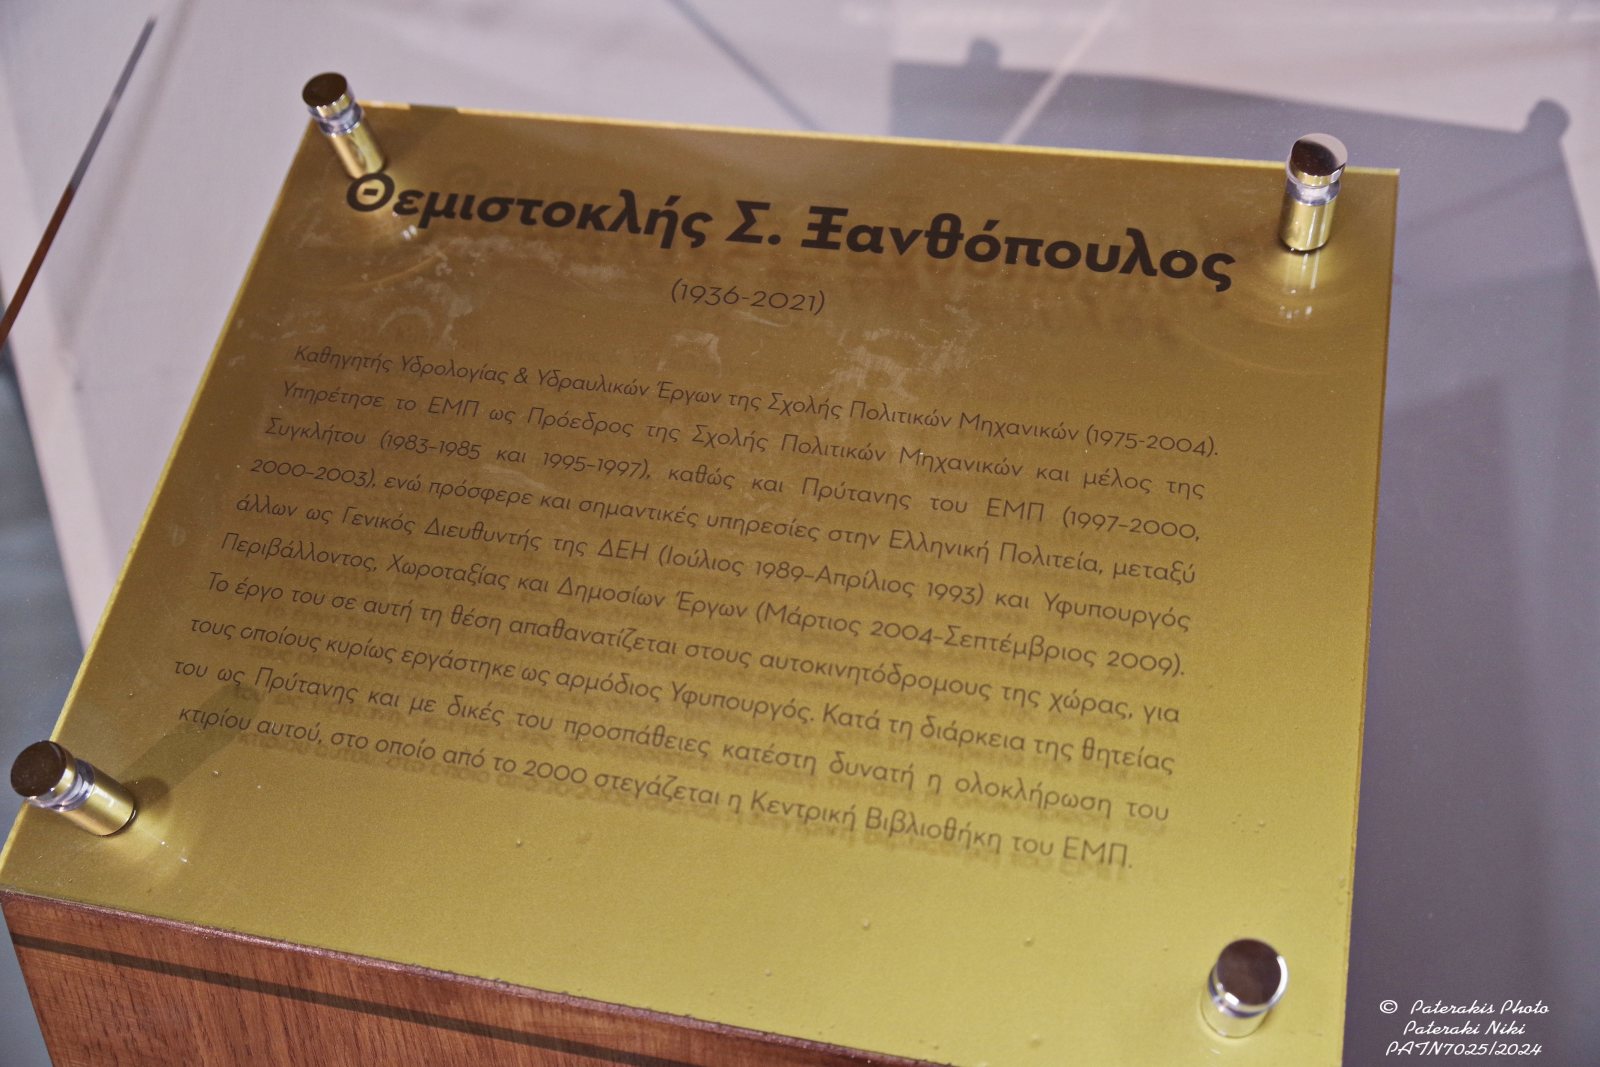 Θεμιστοκλής Σ. Ξανθόπουλος
(1936-2021)
Καθηγητής Υδρολογίας & Υδραυλικών Έργων της Σχολής Πολιτικών Μηχανικών (1975-2004).
Υπηρέτησε το ΕΜΠ ως Πρόεδρος της Σχολής Πολιτικών Μηχανικών και μέλος της
Συγκλήτου (1983-1985 και 1995-1997), καθώς και Πρύτανης του ΕΜΠ (1997-2000,
2000-2003), ενώ πρόσφερε και σημαντικές υπηρεσίες στην Ελληνική Πολιτεία, μεταξύ
άλλων ως Γενικός Διευθυντής της ΔΕΗ (Ιούλιος 1989-Απρίλιος 1993) και Υφυπουργός
Περιβάλλοντος, Χωροταξίας και Δημοσίων Έργων (Μάρτιος 2004-Σεπτέμβριος 2009).
Το έργο του σε αυτή τη θέση απαθανατίζεται στους αυτοκινητόδρομους της χώρας, για
τους οποίους κυρίως εργάστηκε ως αρμόδιος Υφυπουργός. Κατά τη διάρκεια της θητείας
του ως Πρύτανης και με δικές του προσπάθειες κατέστη δυνατή η ολοκλήρωση του
κτιρίου αυτού, στο οποίο από το 2000 στεγάζεται η Κεντρική Βιβλιοθήκη του ΕΜΠ.
© Paterakis Photo
Pateraki Niki
PATN7025/2024